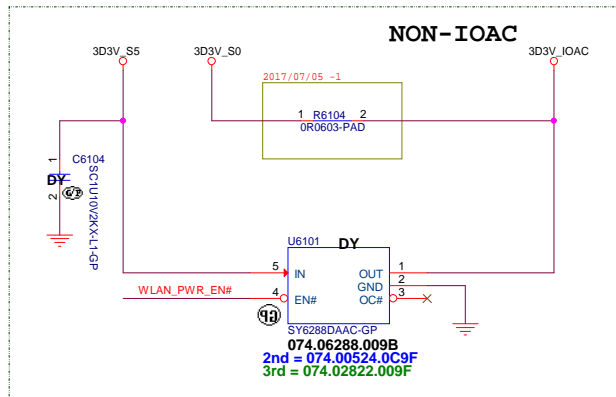 NON-IOAC
3D3V_S5
3D3V_S0
3D3V_IOAC
2017/07/05 -1
1 R6104 2
0R0603-PAD
1
C6104
DY
2
SC1U10V2KX-L1-GP
U6101
DY
5 IN
OUT 1
GND 2
WLAN_PWR_EN#
4 EN#
OC# 3
SY6288DAAC-GP
074.06288.009B
2nd = 074.00524.0C9F
3rd = 074.02822.009F